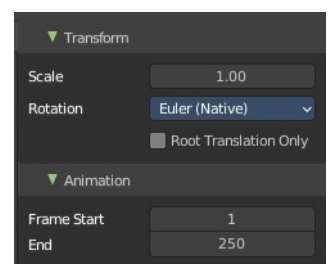 Transform
Scale 1.00
Rotation Euler (Native)
Root Translation Only
Animation
Frame Start 1
End 250